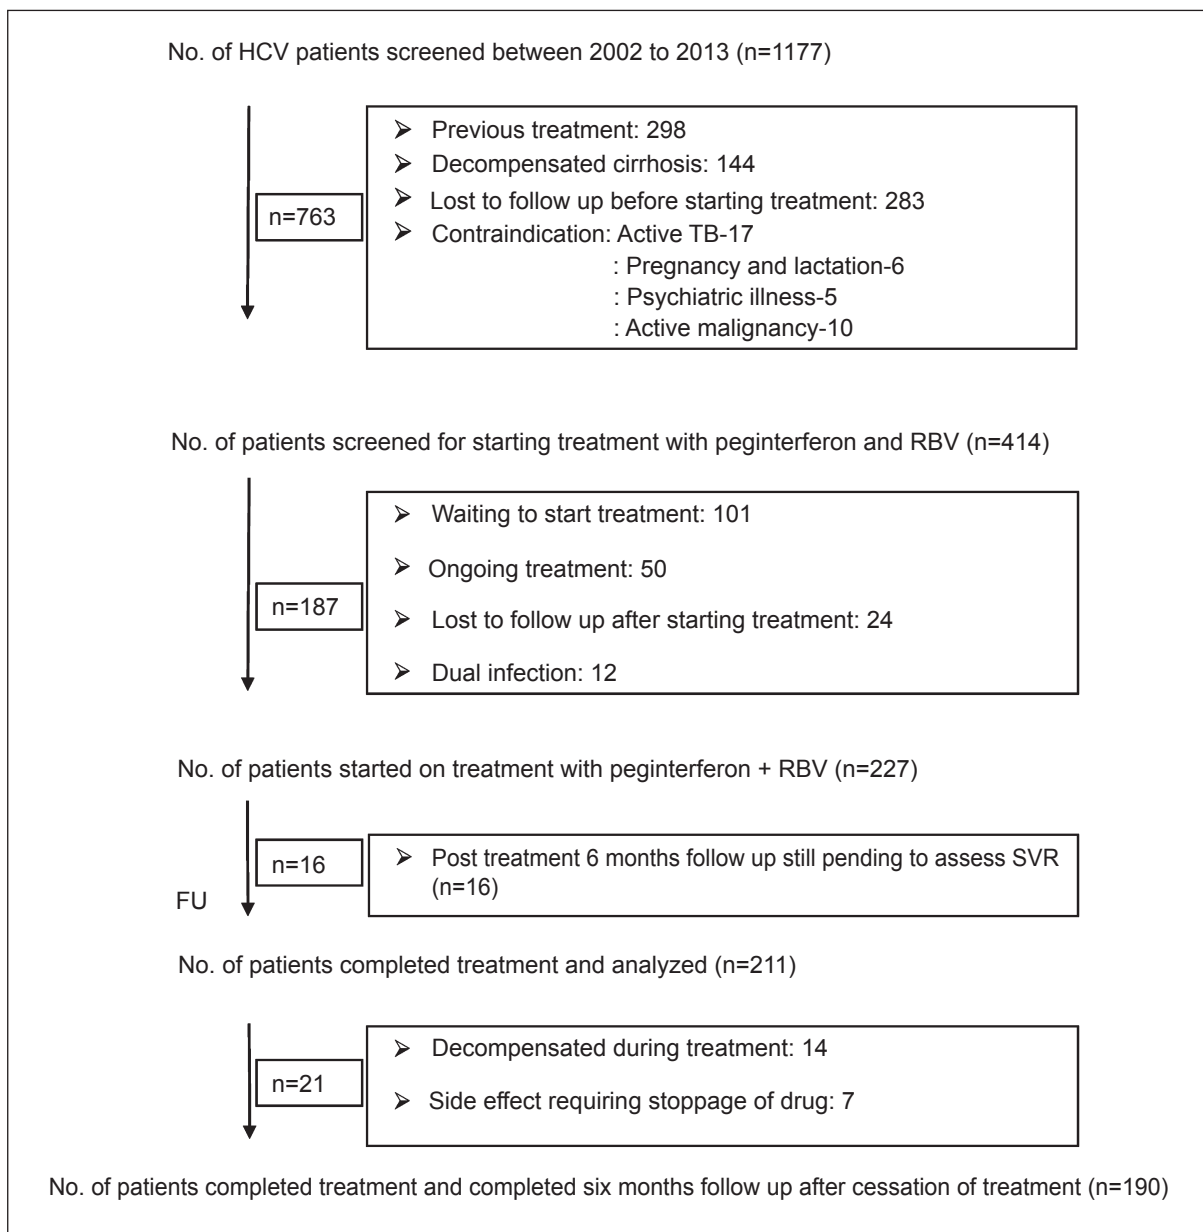 No. of HCV patients screened between 2002 to 2013 (n=1177)
n=763
➢ Previous treatment: 298
➢ Decompensated cirrhosis: 144
➢ Lost to follow up before starting treatment: 283
➢ Contraindication: Active TB-17
: Pregnancy and lactation-6
: Psychiatric illness-5
: Active malignancy-10
No. of patients screened for starting treatment with peginterferon and RBV (n=414)
n=187
➢ Waiting to start treatment: 101
➢ Ongoing treatment: 50
➢ Lost to follow up after starting treatment: 24
➢ Dual infection: 12
No. of patients started on treatment with peginterferon + RBV (n=227)
n=16
➢ Post treatment 6 months follow up still pending to assess SVR
(n=16)
FU
No. of patients completed treatment and analyzed (n=211)
n=21
➢ Decompensated during treatment: 14
➢ Side effect requiring stoppage of drug: 7
No. of patients completed treatment and completed six months follow up after cessation of treatment (n=190)